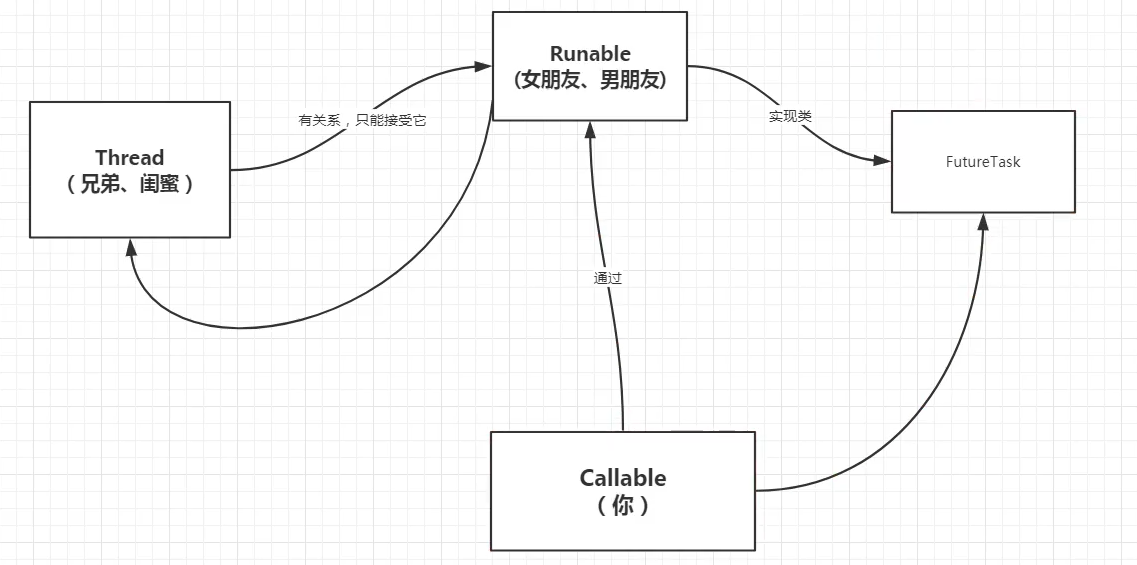 Runable
(女朋友、男朋友)
有关系，只能接受它
实现类
Thread
（兄弟、闺蜜）
FutureTask
通过
Callable
（你）